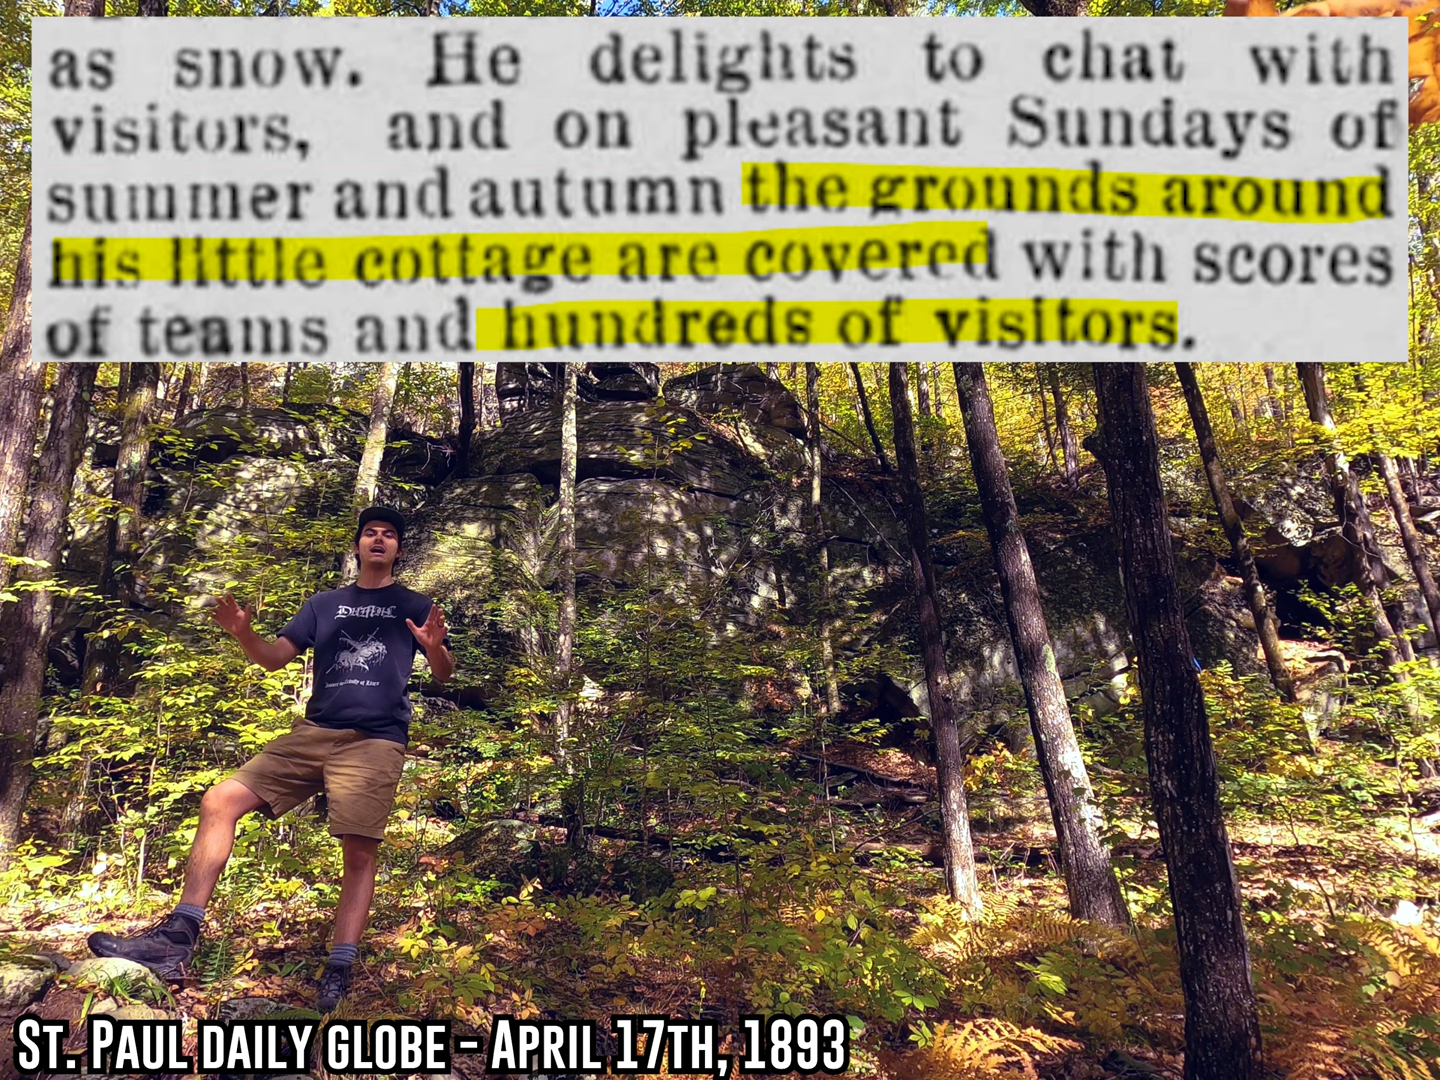 as snow. He delights to chat with
visitors, and on pleasant Sundays of
summer and autumn the grounds around
his little cottage are covered with scores
of teams and hundreds of visitors.
ST. PAUL DAILY GLOBE - APRIL 17TH, 1893